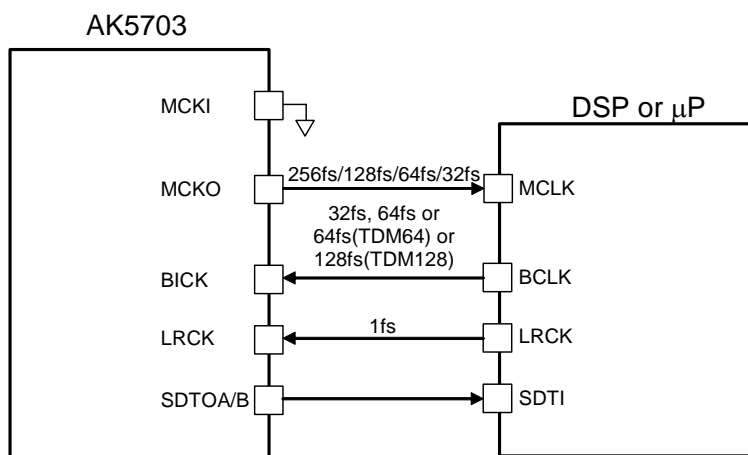 AK5703
DSP or μP
MCKI
MCKO
256fs/128fs/64fs/32fs
MCLK
32fs, 64fs or
64fs(TDM64) or
128fs(TDM128)
BICK
BCLK
LRCK
1fs
LRCK
SDTOA/B
SDTI